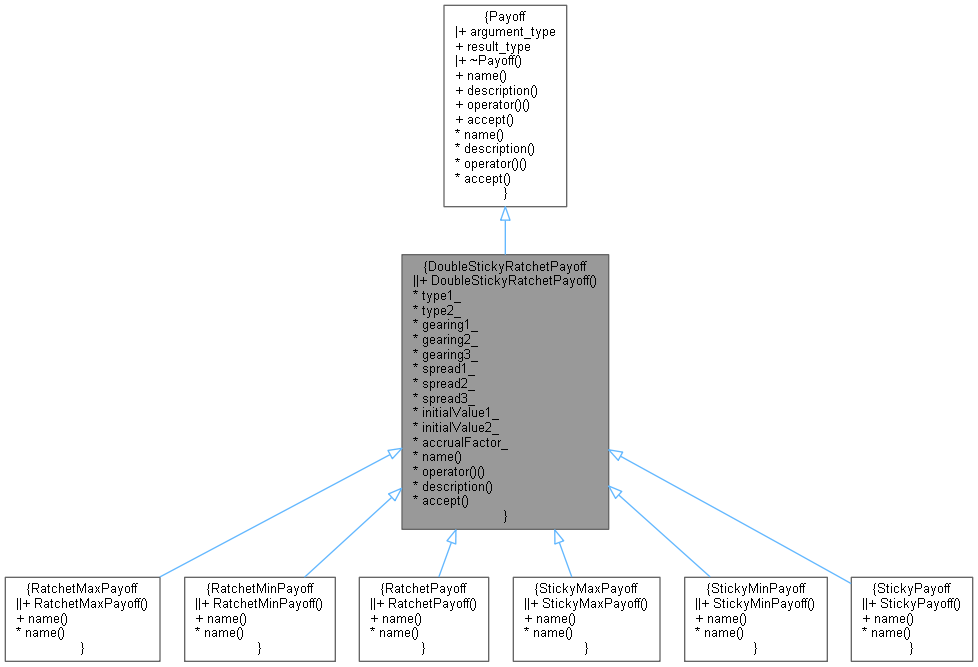 {Payoff
|+ argument_type
+ result_type
|+ ~Payoff()
+ name()
+ description()
+ operator()()
+ accept()
* name()
* description()
* operator()()
* accept()
}
{DoubleStickyRatchetPayoff
||+ DoubleStickyRatchetPayoff()
* type1_
* type2_
* gearing1_
* gearing2_
* gearing3_
* spread1_
* spread2_
* spread3_
* initialValue1_
* initialValue2_
* accrualFactor_
* name()
* operator()()
* description()
* accept()
}
{RatchetMaxPayoff
||+ RatchetMaxPayoff()
+ name()
* name()
}
{RatchetMinPayoff
||+ RatchetMinPayoff()
+ name()
* name()
}
{RatchetPayoff
||+ RatchetPayoff()
+ name()
* name()
}
{StickyMaxPayoff
||+ StickyMaxPayoff()
+ name()
* name()
}
{StickyMinPayoff
||+ StickyMinPayoff()
+ name()
* name()
}
{StickyPayoff
||+ StickyPayoff()
+ name()
* name()
}